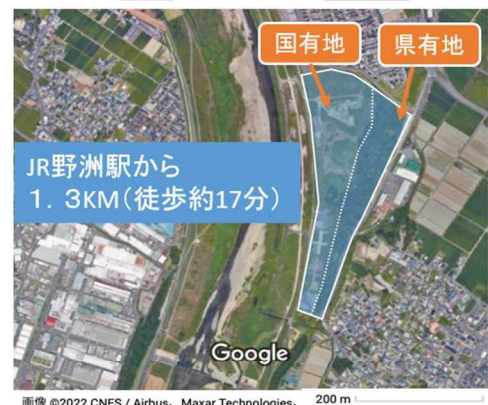 国有地
県有地
JR野洲駅から
1．3KM（徒歩約17分）
Google
画像 ©2022 CNES / Airbus、Maxar Technologies、
200 m